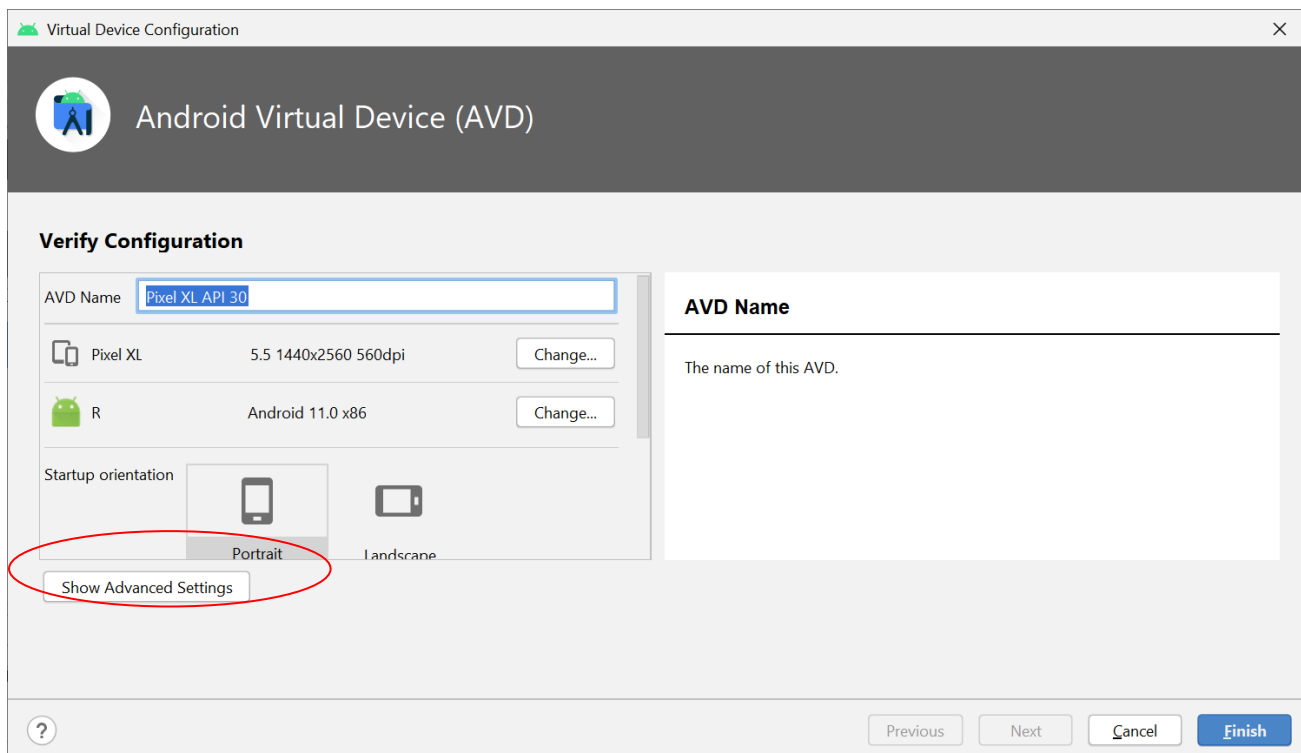 Virtual Device Configuration
Android Virtual Device (AVD)
Verify Configuration
AVD Name Pixel XL API 30
Pixel XL 5.5 1440x2560 560dpi Change...
R Android 11.0 x86 Change...
Startup orientation
Portrait Landscape
Show Advanced Settings
AVD Name
The name of this AVD.
?
Previous Next Cancel Finish